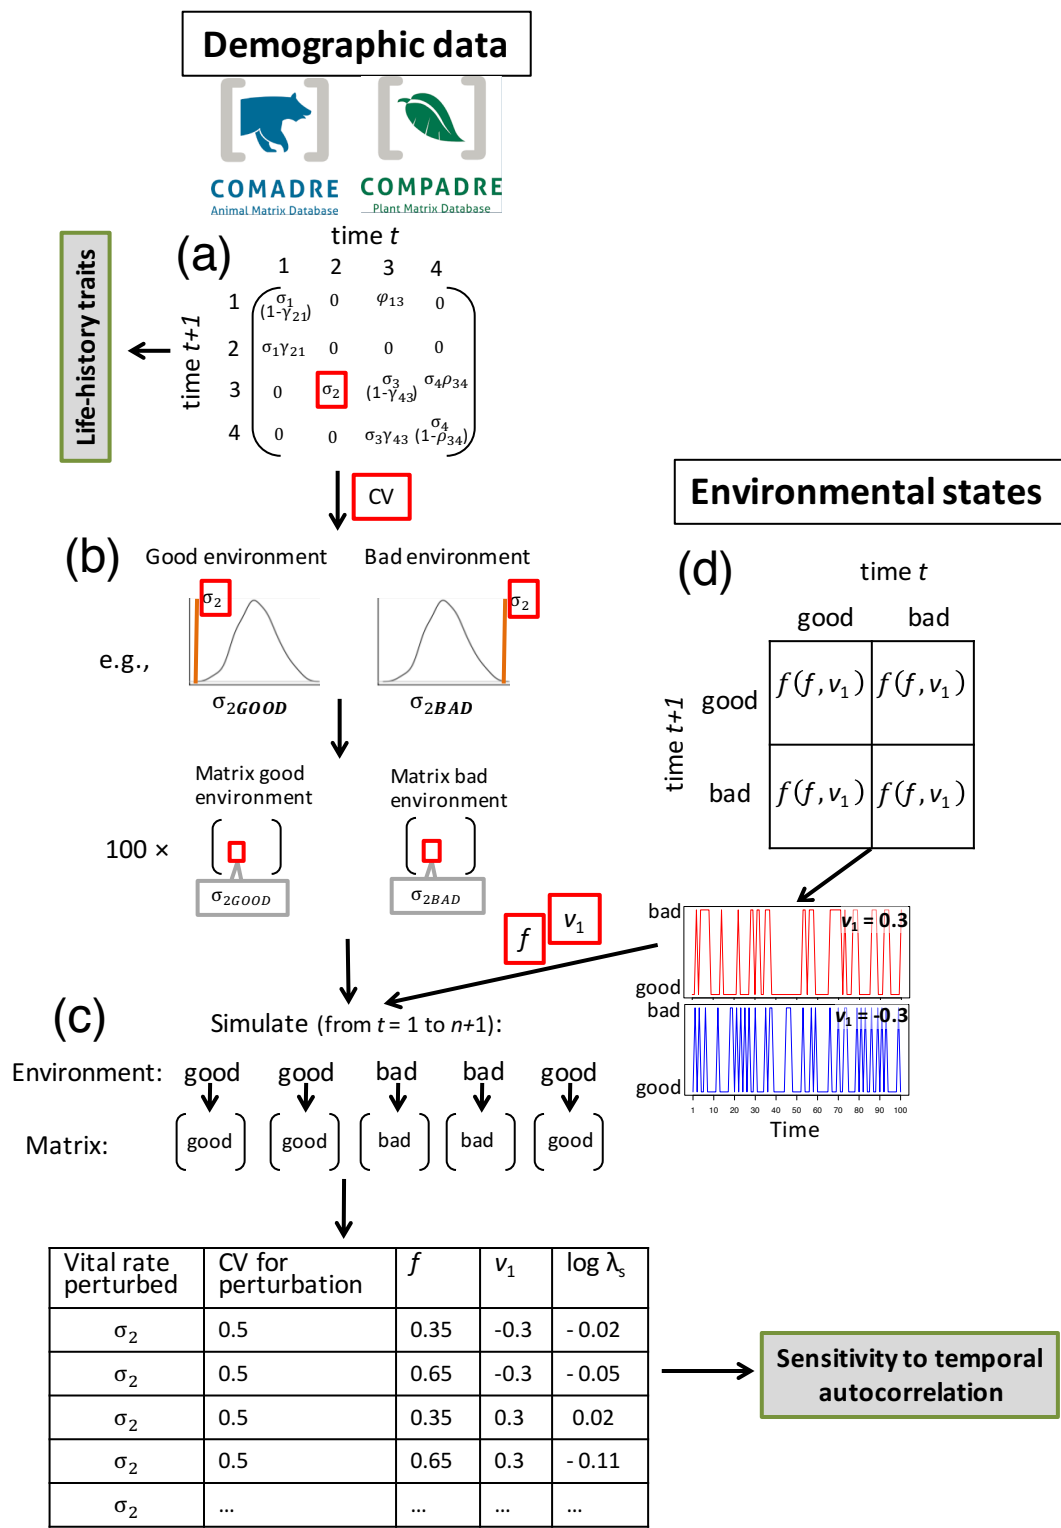 Demographic data
COMADRE
Animal Matrix Database
COMPADRE
Plant Matrix Database
Life-history traits
(a)
time t
1 2 3 4
time t+1
1 σ1(1-γ21) 0 φ13 0
2 σ1γ21 0 0 0
3 0 σ2 σ3(1-γ43) σ4ρ34
4 0 0 σ3γ43 σ4(1-ρ34)
CV
(b)
Good environment Bad environment
σ2 σ2
e.g.,
σ2GOOD σ2BAD
Matrix good
environment
Matrix bad
environment
100 ×
σ2GOOD σ2BAD
Environmental states
(d)
time t
good bad
time t+1
good f(f,v1) f(f,v1)
bad f(f,v1) f(f,v1)
f v1
bad
good
v1 = 0.3
bad
good
v1 = -0.3
1 10 20 30 40 50 60 70 80 90 100
Time
(c)
Simulate (from t = 1 to n+1):
Environment: good good bad bad good
Matrix: good good bad bad good
Vital rate perturbed CV for perturbation f v1 log λs
σ2 0.5 0.35 -0.3 - 0.02
σ2 0.5 0.65 -0.3 - 0.05
σ2 0.5 0.35 0.3 0.02
σ2 0.5 0.65 0.3 - 0.11
σ2 ... ... ... ...
Sensitivity to temporal
autocorrelation